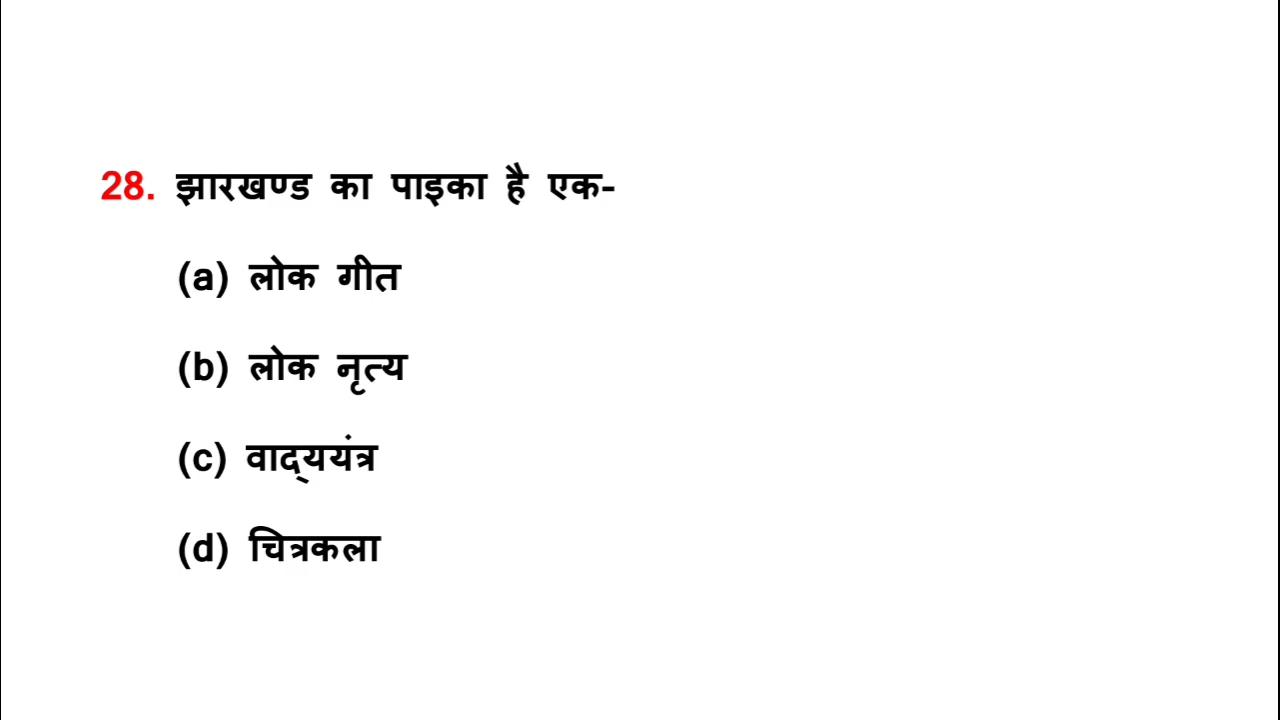 28. झारखण्ड का पाइका है एक-
(a) लोक गीत
(b) लोक नृत्य
(c) वाद्‌ययंत्र
(d) चित्रकला